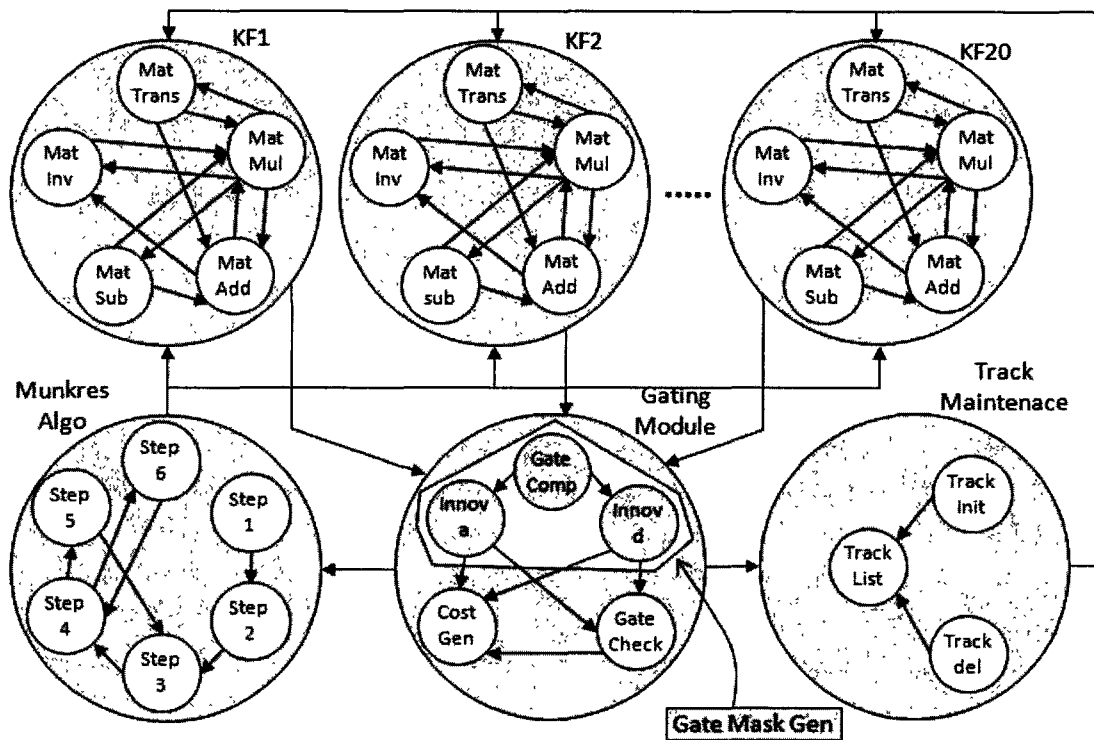 KF1
Mat
Trans
Mat
Mul
Mat
Inv
Mat
Sub
Mat
Add
KF2
Mat
Trans
Mat
Mul
Mat
Inv
Mat
sub
Mat
Add
KF20
Mat
Trans
Mat
Mul
Mat
Inv
Mat
Sub
Mat
Add
Munkres
Algo
Step
6
Step
5
Step
1
Step
4
Step
2
Step
3
Gating
Module
Gate
Comp
Innov
a
Innov
d
Cost
Gen
Gate
Check
Gate Mask Gen
Track
Maintenace
Track
Init
Track
List
Track
del